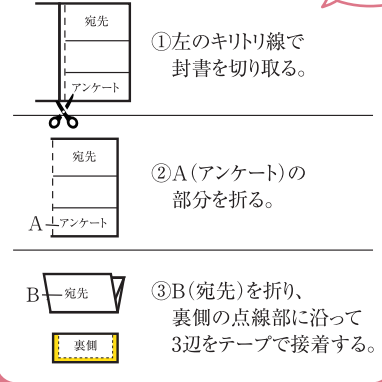 宛先
アンケート
①左のキリトリ線で
封書を切り取る。
宛先
A
アンケート
②A（アンケート）の
部分を折る。
B
宛先
裏側
③B（宛先）を折り、
裏側の点線部に沿って
3辺をテープで接着する。